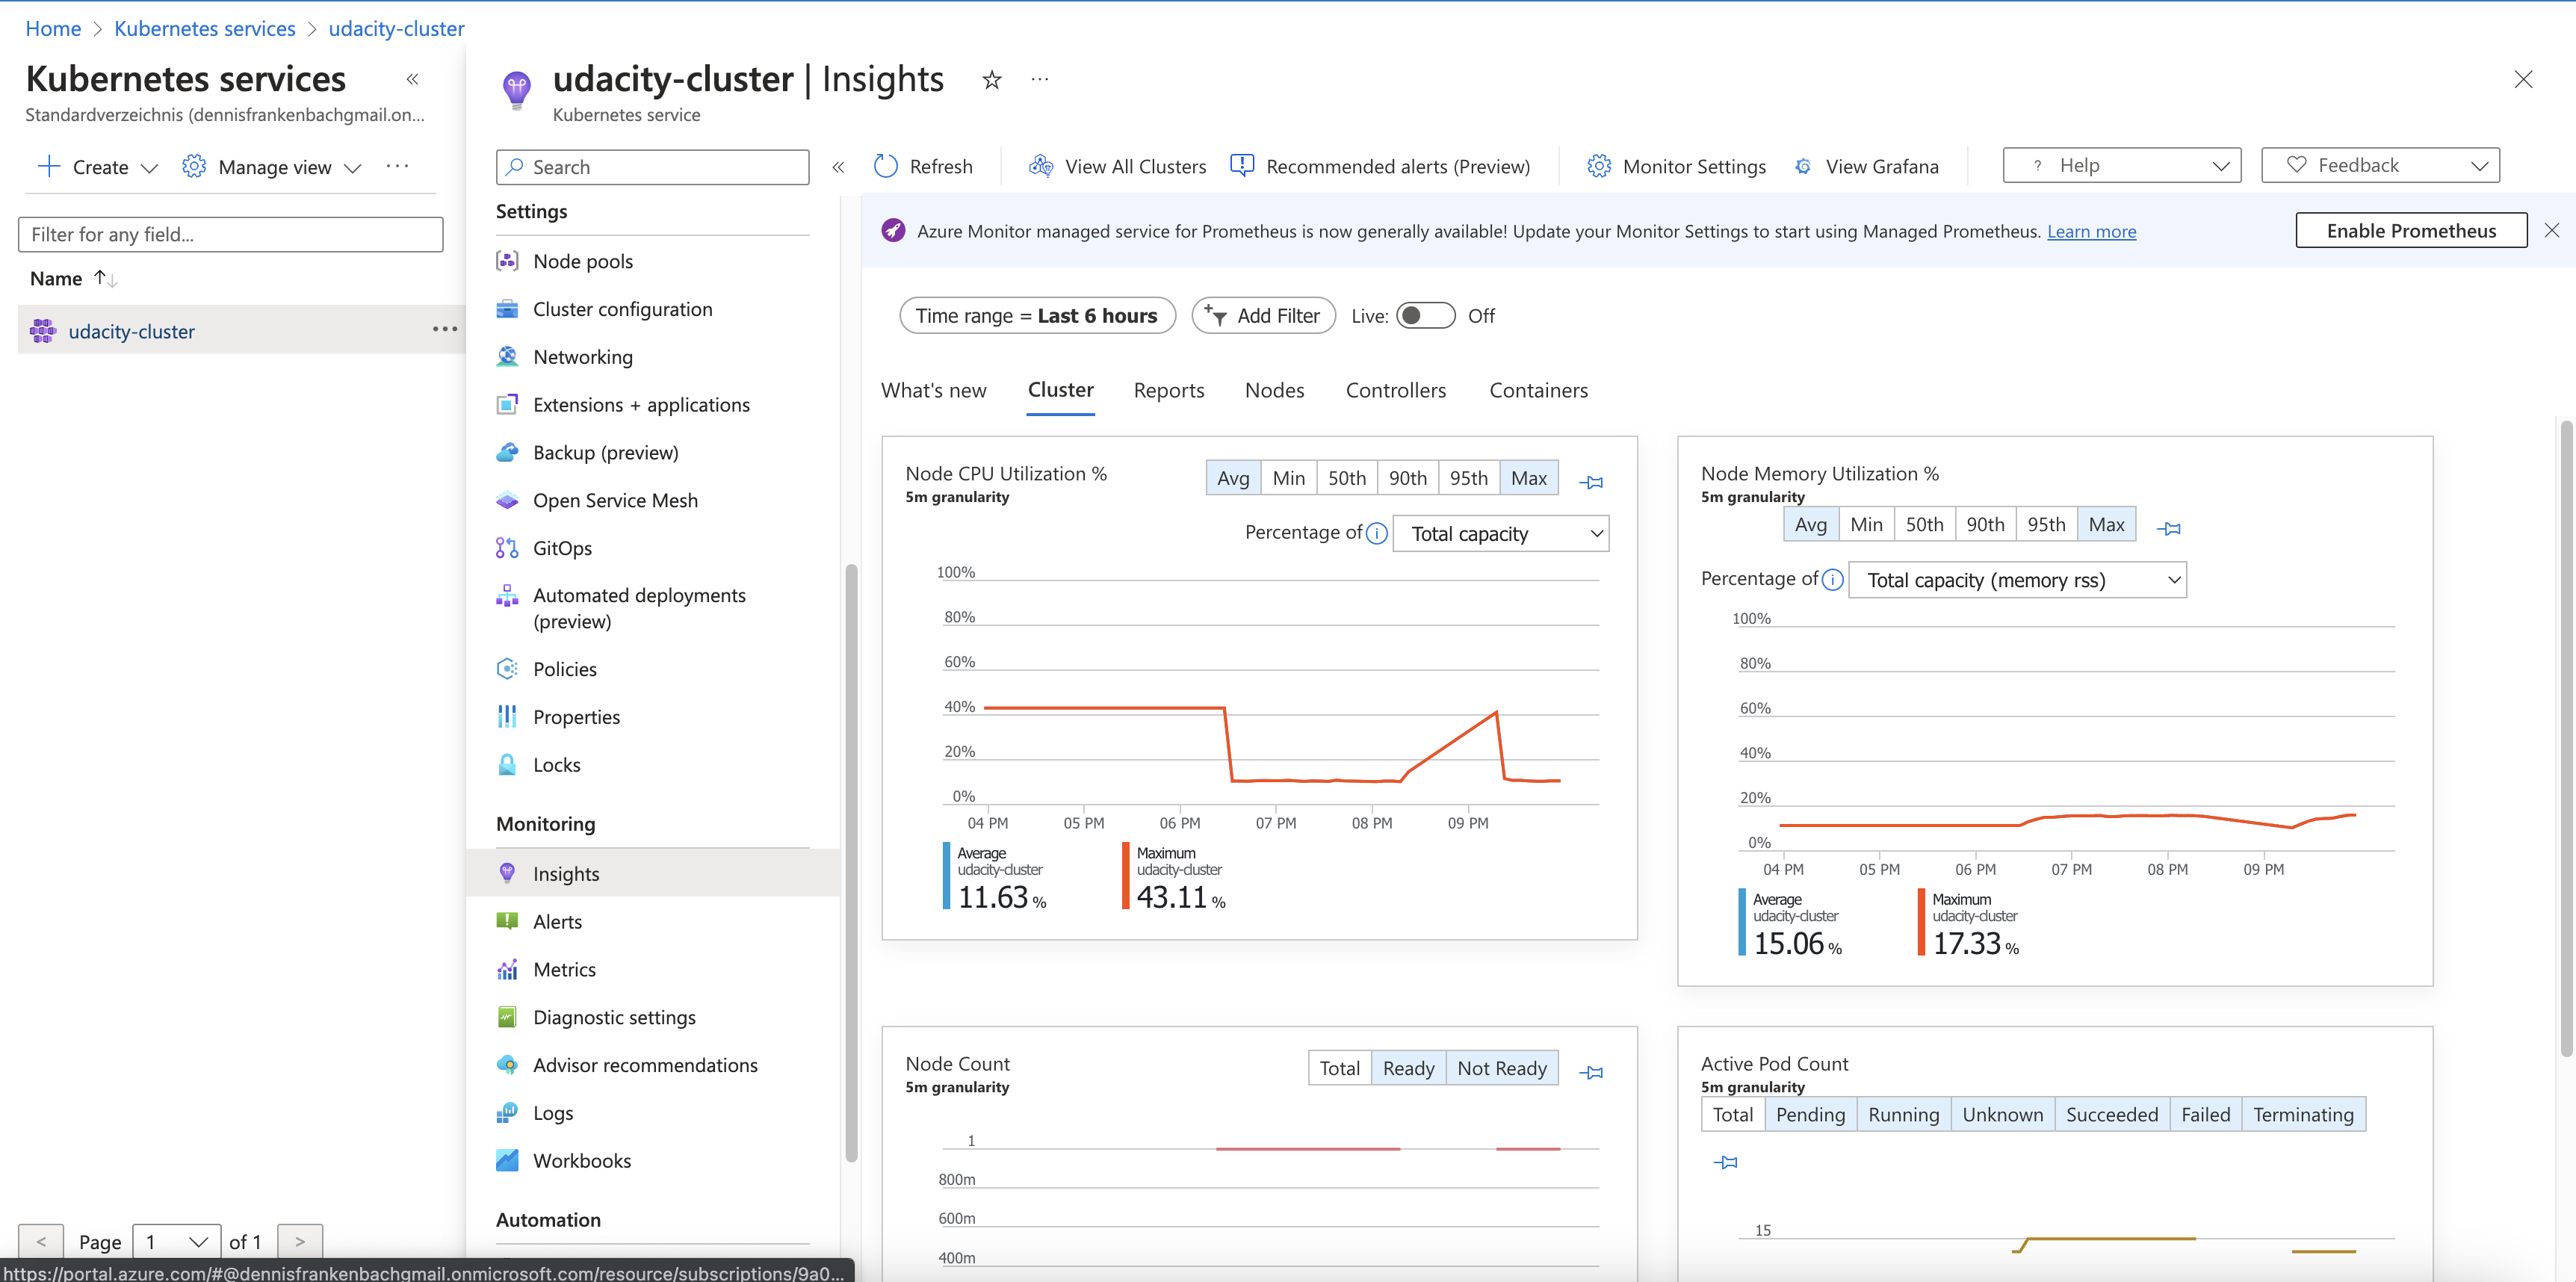 Home > Kubernetes services > udacity-cluster
Kubernetes services
Standardverzeichnis (dennisfrankenbachgmail.on...
Create
Manage view
...
Filter for any field...
Name
udacity-cluster
...
Page 1 of 1
udacity-cluster | Insights
...
Kubernetes service
Search
Settings
Node pools
Cluster configuration
Networking
Extensions + applications
Backup (preview)
Open Service Mesh
GitOps
Automated deployments
(preview)
Policies
Properties
Locks
Monitoring
Insights
Alerts
Metrics
Diagnostic settings
Advisor recommendations
Logs
Workbooks
Automation
Refresh
View All Clusters
Recommended alerts (Preview)
Monitor Settings
View Grafana
? Help
Feedback
Azure Monitor managed service for Prometheus is now generally available! Update your Monitor Settings to start using Managed Prometheus. Learn more
Enable Prometheus
Time range = Last 6 hours
Add Filter
Live: Off
What's new Cluster Reports Nodes Controllers Containers
Node CPU Utilization %
5m granularity
Avg Min 50th 90th 95th Max
Percentage of
Total capacity
100%
80%
60%
40%
20%
0%
04 PM 05 PM 06 PM 07 PM 08 PM 09 PM
Average
udacity-cluster
11.63 %
Maximum
udacity-cluster
43.11 %
Node Memory Utilization %
5m granularity
Avg Min 50th 90th 95th Max
Percentage of
Total capacity (memory rss)
100%
80%
60%
40%
20%
0%
04 PM 05 PM 06 PM 07 PM 08 PM 09 PM
Average
udacity-cluster
15.06 %
Maximum
udacity-cluster
17.33 %
Node Count
5m granularity
Total Ready Not Ready
1
800m
600m
400m
Active Pod Count
5m granularity
Total Pending Running Unknown Succeeded Failed Terminating
15
https://portal.azure.com/#@dennisfrankenbachgmail.onmicrosoft.com/resource/subscriptions/9a0...